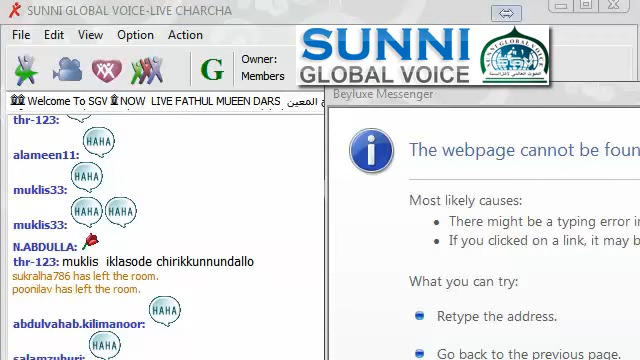 SUNNI GLOBAL VOICE-LIVE CHARCHA
File Edit View Option Action
SUNNI
GLOBAL VOICE
G
Owner:
Members
Welcome To SGV NOW LIVE FATHUL MUEEN DARS المعين
Beyluxe Messenger
thr-123:
HAHA
alameen11:
HAHA
muklis33:
HAHA HAHA
muklis33:
N.ABDULLA:
thr-123: muklis iklasode chirikkunnundallo
sukralha786 has left the room.
poonilav has left the room.
HAHA
abdulvahab.kilimanoor:
HAHA
salamzuhuri:
The webpage cannot be foun
Most likely causes:
There might be a typing error in
If you clicked on a link, it may b
What you can try:
Retype the address.
Go back to the previous page.